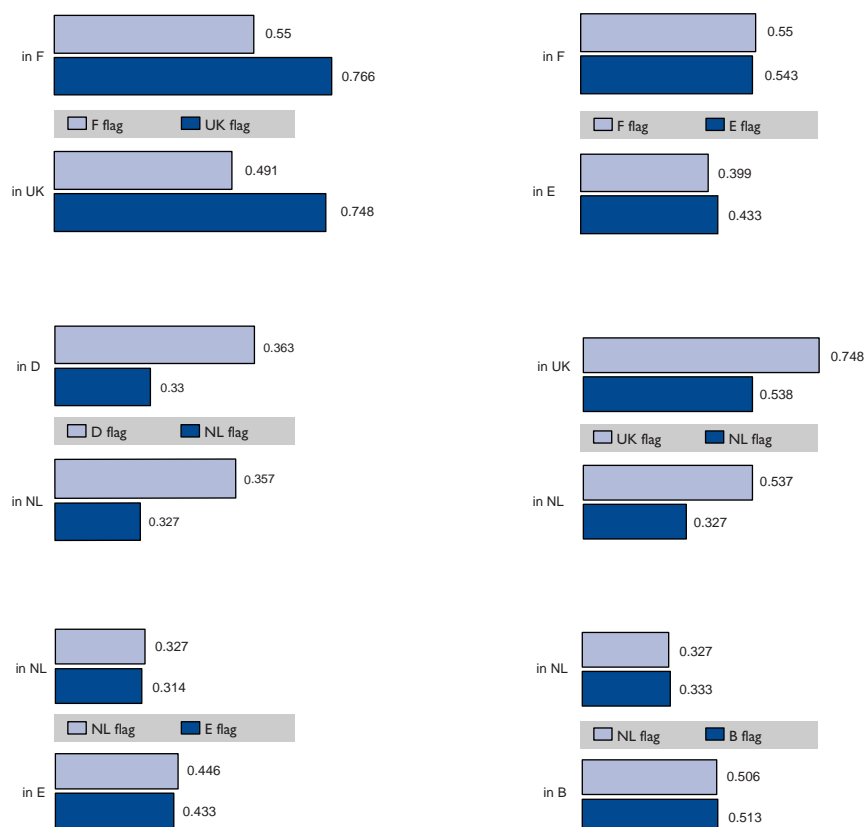 0.55
in F
0.766
F flag UK flag
0.491
in UK
0.748
0.55
in F
0.543
F flag E flag
0.399
in E
0.433
0.363
in D
0.33
D flag NL flag
0.357
in NL
0.327
0.748
in UK
0.538
UK flag NL flag
0.537
in NL
0.327
0.327
in NL
0.314
NL flag E flag
0.446
in E
0.433
0.327
in NL
0.333
NL flag B flag
0.506
in B
0.513